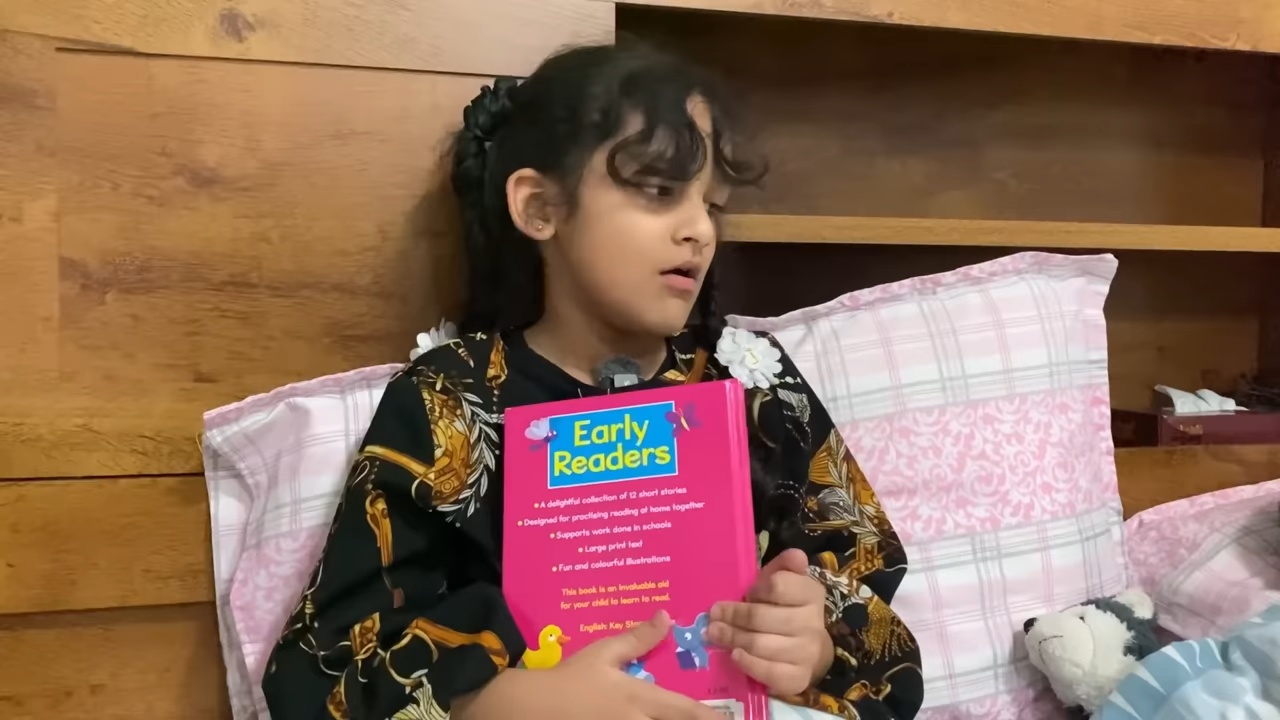 Early
Readers
A delightful collection of 12 short stories
Designed for practising reading at home together
Supports work done in schools
Large print text
Fun and colourful illustrations
This book is an invaluable aid
for your child to learn to read.
English: Key